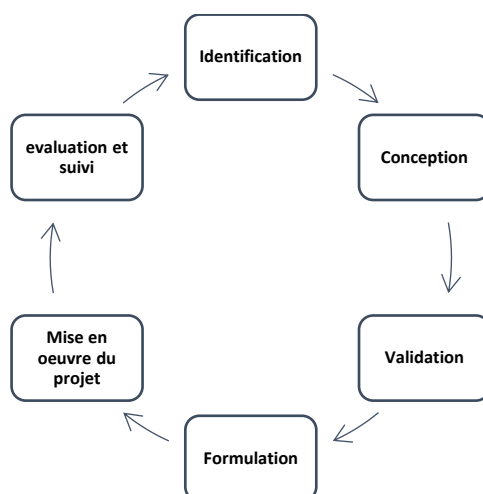 Identification
Conception
Validation
Formulation
Mise en
oeuvre du
projet
evaluation et
suivi